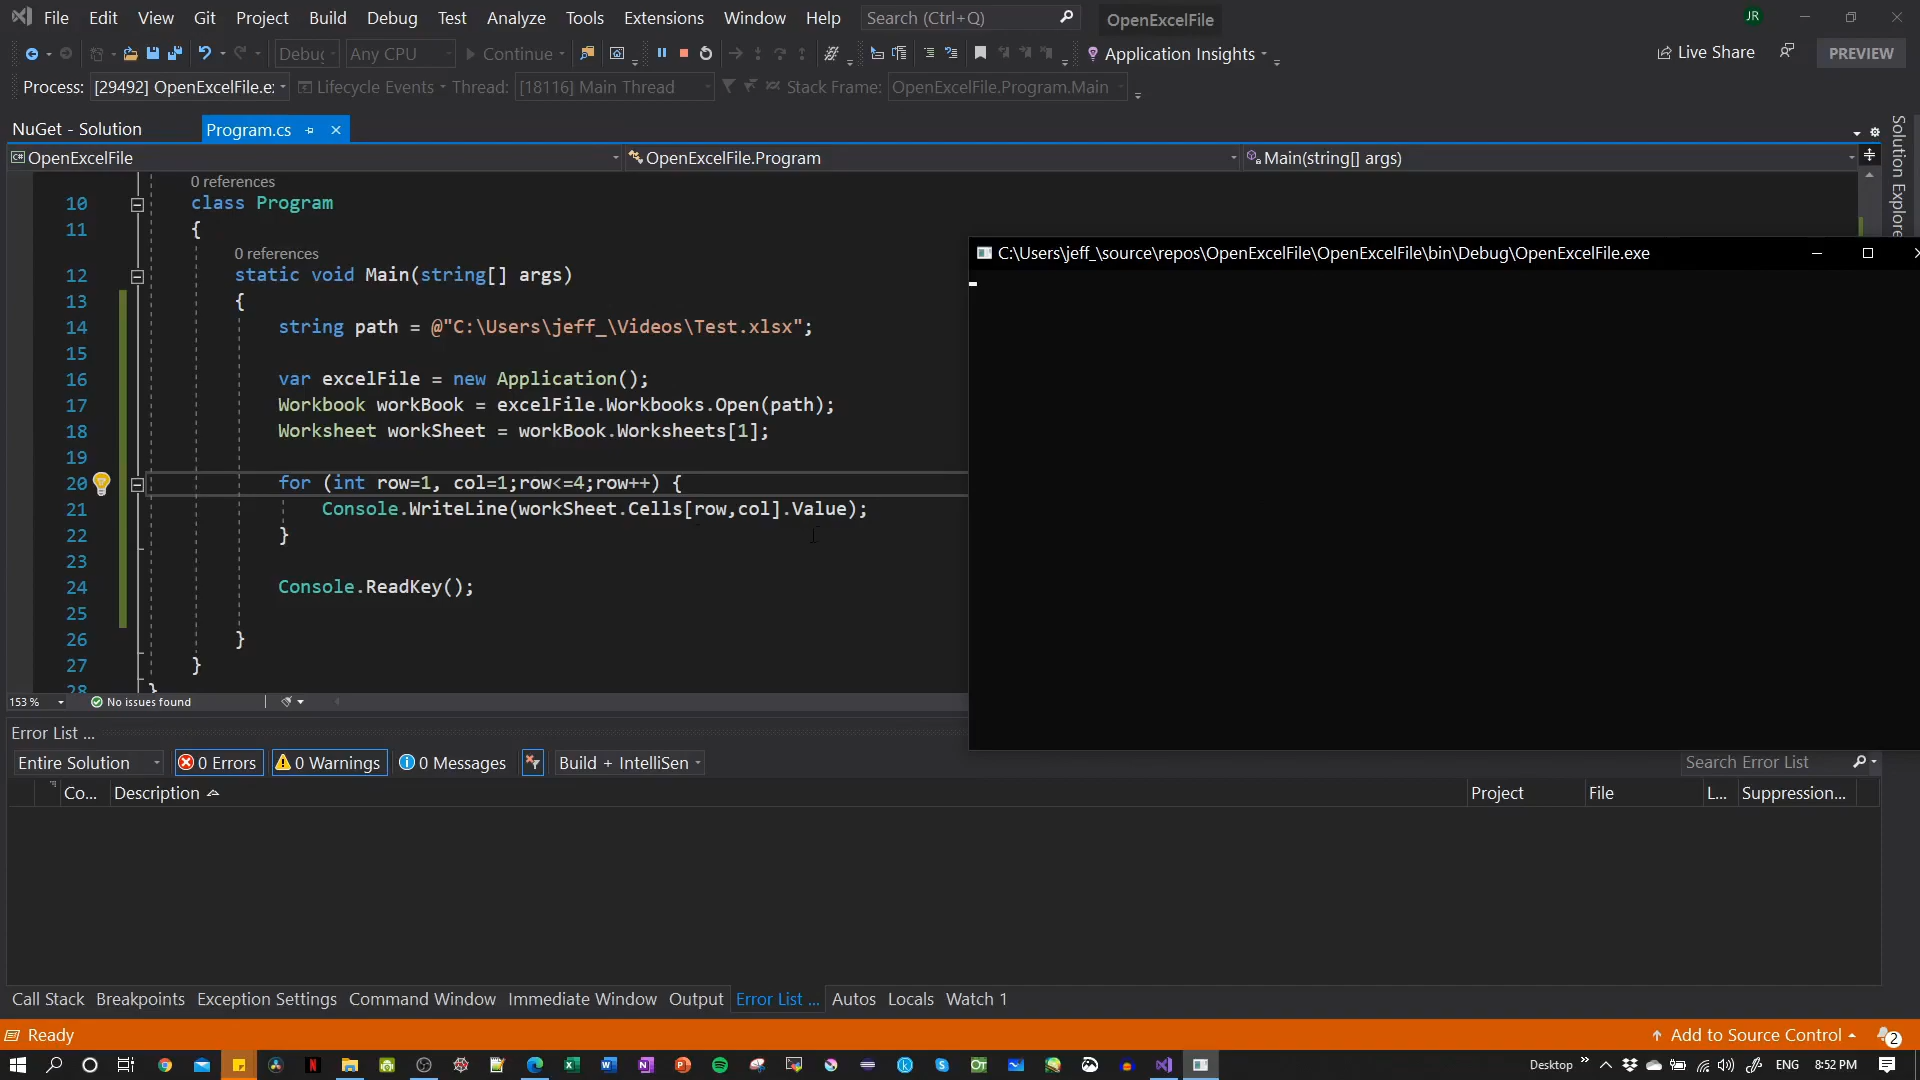 File Edit View Git Project Build Debug Test Analyze Tools Extensions Window Help Search (Ctrl+Q) OpenExcelFile JR
Debug Any CPU Continue Application Insights Live Share PREVIEW
Process: [29492] OpenExcelFile.e: Lifecycle Events Thread: [18116] Main Thread Stack Frame: OpenExcelFile.Program.Main
NuGet - Solution Program.cs
OpenExcelFile OpenExcelFile.Program Main(string[] args)
Solution Explore
0 references
10 class Program
11 {
0 references
12 static void Main(string[] args)
13 {
14 string path = @"C:\Users\jeff_\Videos\Test.xlsx";
15
16 var excelFile = new Application();
17 Workbook workBook = excelFile.Workbooks.Open(path);
18 Worksheet workSheet = workBook.Worksheets[1];
19
20 for (int row=1, col=1;row<=4;row++) {
21 Console.WriteLine(workSheet.Cells[row,col].Value);
22 }
23
24 Console.ReadKey();
25
26 }
27 }
28 }
C:\Users\jeff_\source\repos\OpenExcelFile\OpenExcelFile\bin\Debug\OpenExcelFile.exe
153 % No issues found
Error List ...
Entire Solution 0 Errors 0 Warnings 0 Messages Build + IntelliSen Search Error List
Co... Description Project File L... Suppression...
Call Stack Breakpoints Exception Settings Command Window Immediate Window Output Error List ... Autos Locals Watch 1
Ready Add to Source Control 2
Desktop ENG 8:52 PM 2